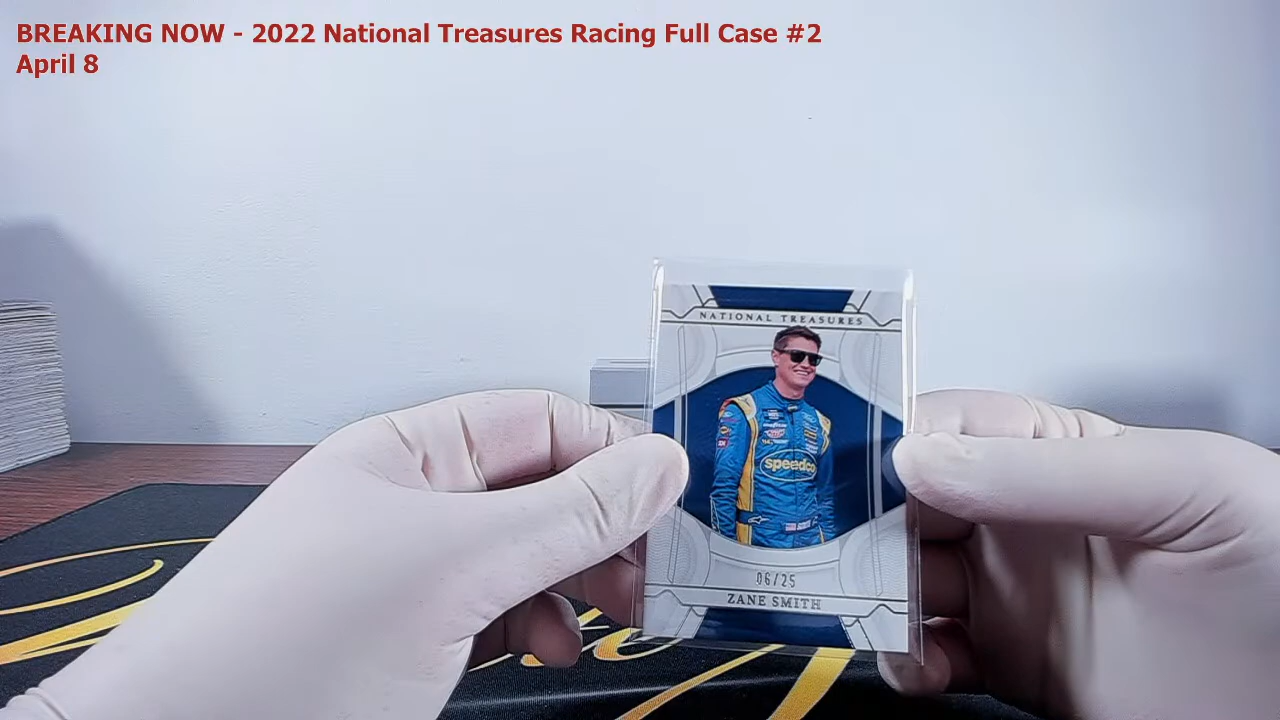 BREAKING NOW - 2022 National Treasures Racing Full Case #2
April 8
NATIONAL TREASURES
speedco
06/25
ZANE SMITH